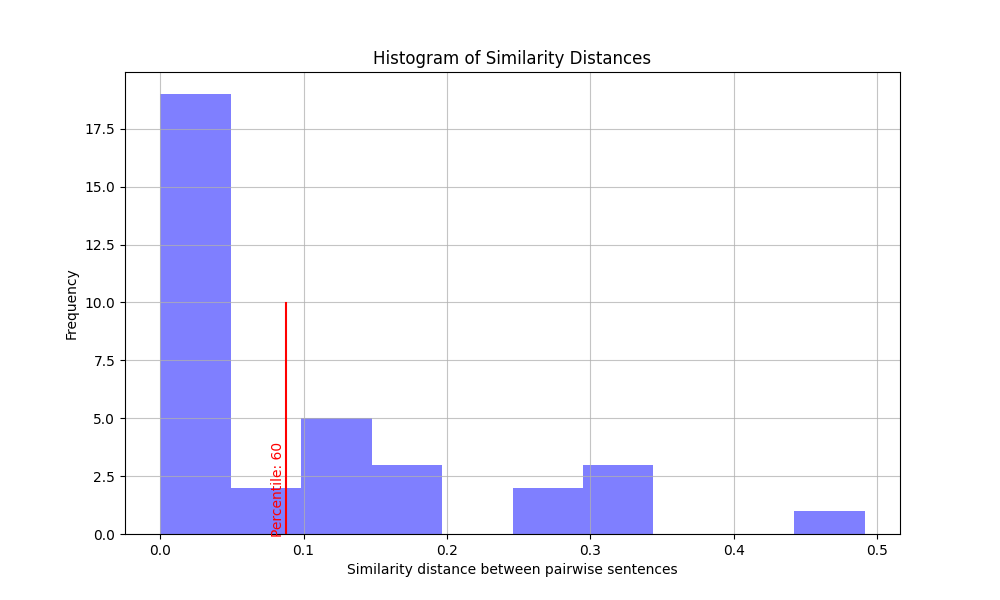 Histogram of Similarity Distances
Frequency
17.5
15.0
12.5
10.0
7.5
5.0
2.5
0.0
Percentile: 60
0.0 0.1 0.2 0.3 0.4 0.5
Similarity distance between pairwise sentences